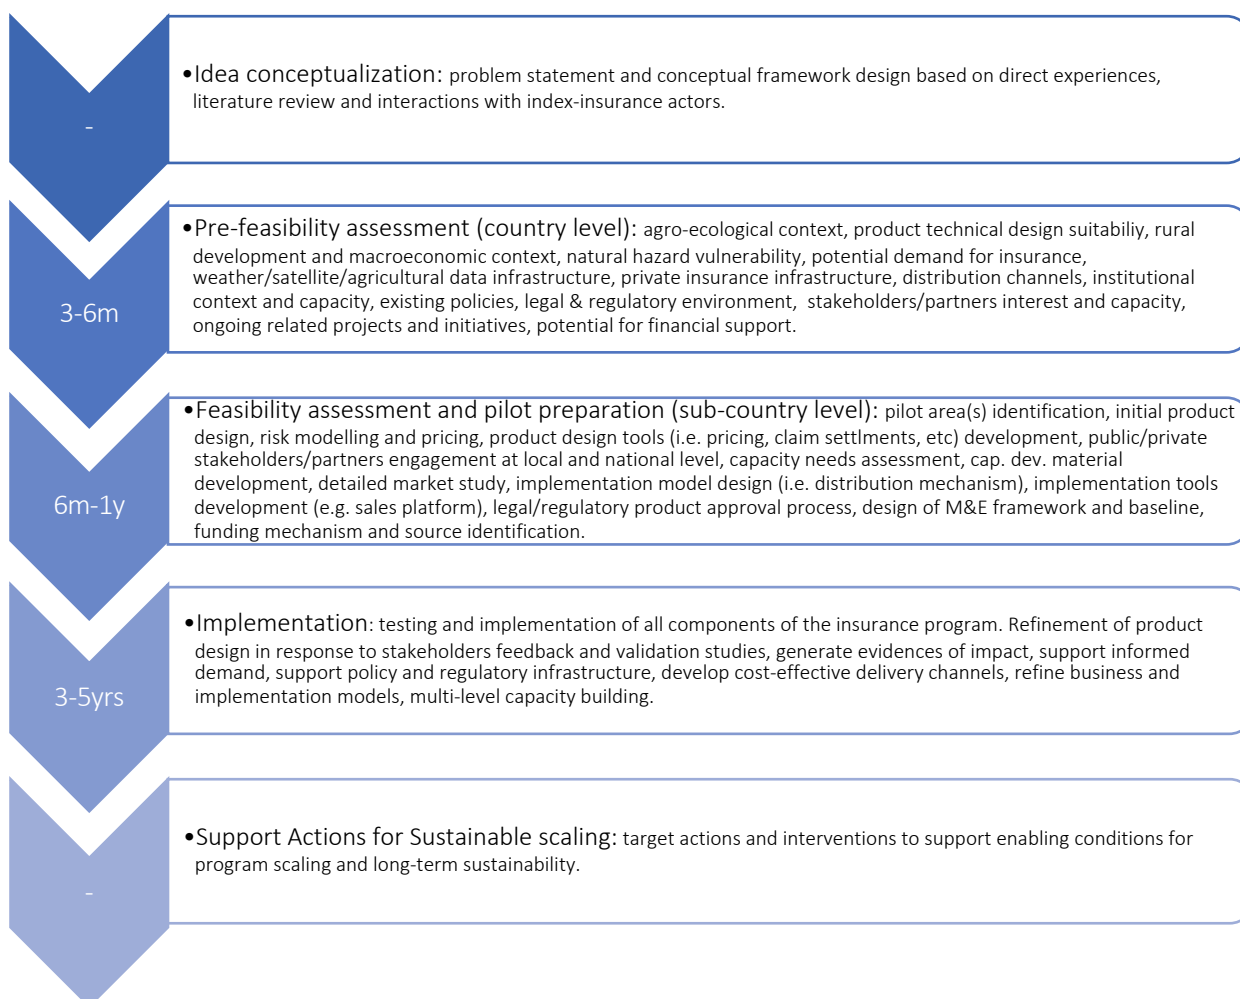 -
•Idea conceptualization: problem statement and conceptual framework design based on direct experiences,
literature review and interactions with index-insurance actors.
3-6m
•Pre-feasibility assessment (country level): agro-ecological context, product technical design suitabiliy, rural
development and macroeconomic context, natural hazard vulnerability, potential demand for insurance,
weather/satellite/agricultural data infrastructure, private insurance infrastructure, distribution channels, institutional
context and capacity, existing policies, legal & regulatory environment, stakeholders/partners interest and capacity,
ongoing related projects and initiatives, potential for financial support.
6m-1y
•Feasibility assessment and pilot preparation (sub-country level): pilot area(s) identification, initial product
design, risk modelling and pricing, product design tools (i.e. pricing, claim settlments, etc) development, public/private
stakeholders/partners engagement at local and national level, capacity needs assessment, cap. dev. material
development, detailed market study, implementation model design (i.e. distribution mechanism), implementation tools
development (e.g. sales platform), legal/regulatory product approval process, design of M&E framework and baseline,
funding mechanism and source identification.
3-5yrs
•Implementation: testing and implementation of all components of the insurance program. Refinement of product
design in response to stakeholders feedback and validation studies, generate evidences of impact, support informed
demand, support policy and regulatory infrastructure, develop cost-effective delivery channels, refine business and
implementation models, multi-level capacity building.
-
•Support Actions for Sustainable scaling: target actions and interventions to support enabling conditions for
program scaling and long-term sustainability.